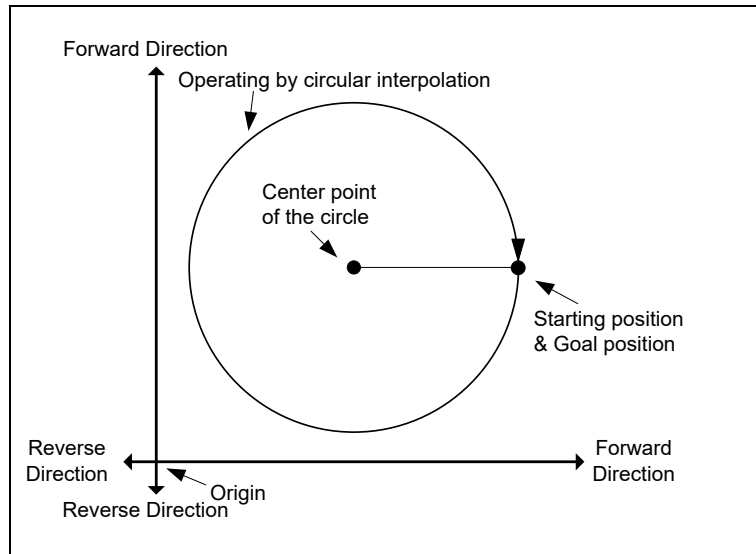 Forward Direction
Operating by circular interpolation
Center point
of the circle
Starting position
& Goal position
Reverse
Direction
Forward
Direction
Origin
Reverse Direction